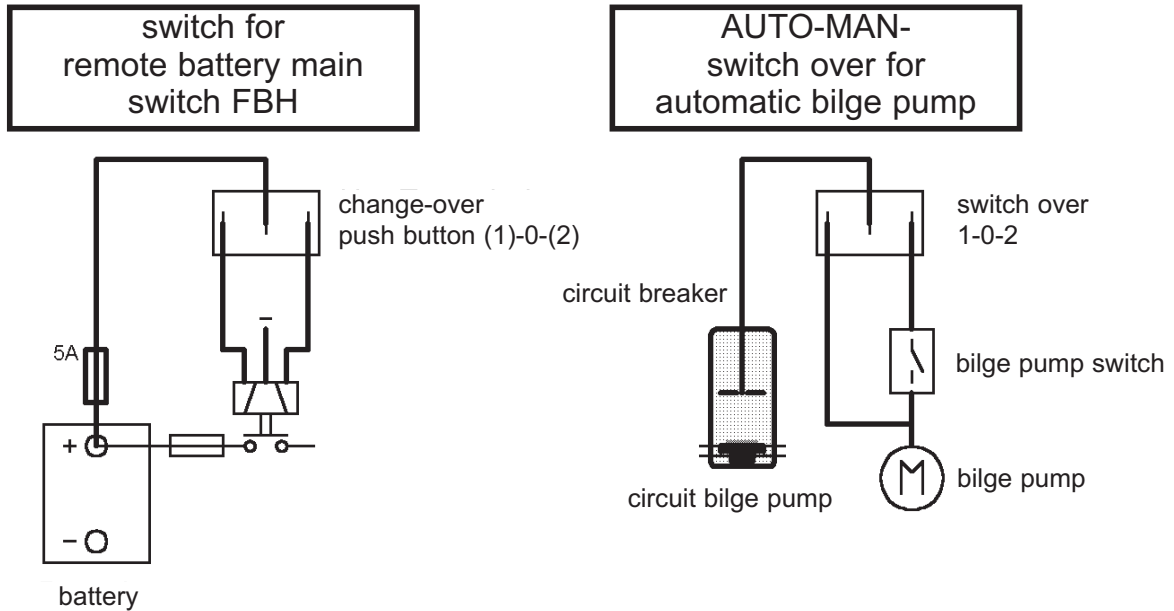 switch for
remote battery main
switch FBH
change-over
push button (1)-0-(2)
–
5A
+
–
battery
AUTO-MAN-
switch over for
automatic bilge pump
switch over
1-0-2
circuit breaker
bilge pump switch
M
bilge pump
circuit bilge pump